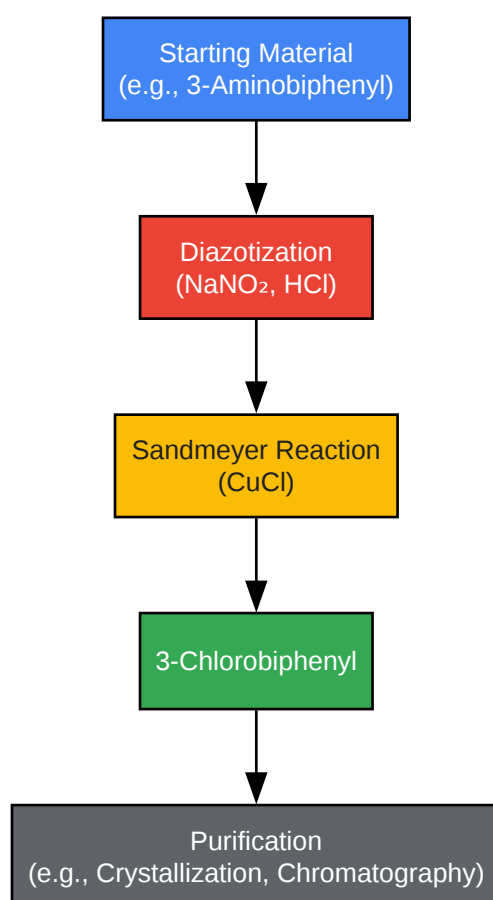 Starting Material
(e.g., 3-Aminobiphenyl)
Diazotization
(NaNO₂, HCl)
Sandmeyer Reaction
(CuCl)
3-Chlorobiphenyl
Purification
(e.g., Crystallization, Chromatography)